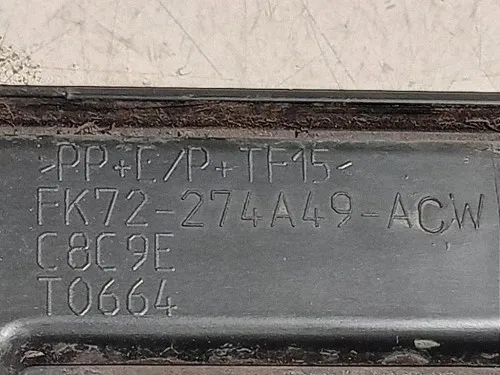 >PP+E/P+TF15<
FK72-274A49-ACW
C8C9E
T0664